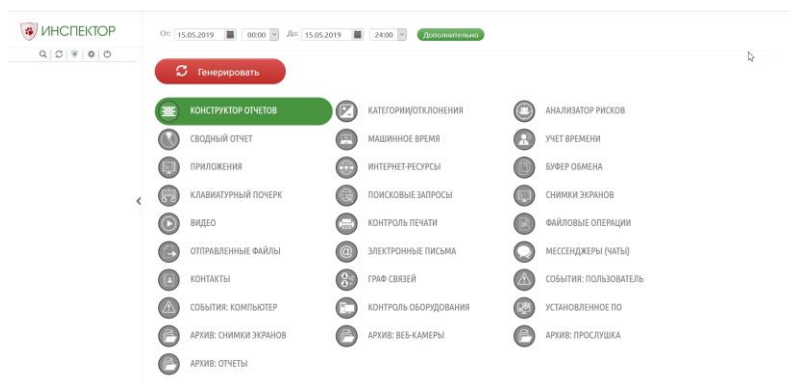 ИНСПЕКТОР
От: 15.05.2019 00:00 До: 15.05.2019 24:00 Дополнительно
Генерировать
КОНСТРУКТОР ОТЧЕТОВ КАТЕГОРИИ/ОТКЛОНЕНИЯ АНАЛИЗАТОР РИСКОВ
СВОДНЫЙ ОТЧЕТ МАШИННОЕ ВРЕМЯ УЧЕТ ВРЕМЕНИ
ПРИЛОЖЕНИЯ ИНТЕРНЕТ-РЕСУРСЫ БУФЕР ОБМЕНА
КЛАВИАТУРНЫЙ ПОЧЕРК ПОИСКОВЫЕ ЗАПРОСЫ СНИМКИ ЭКРАНОВ
ВИДЕО КОНТРОЛЬ ПЕЧАТИ ФАЙЛОВЫЕ ОПЕРАЦИИ
ОТПРАВЛЕННЫЕ ФАЙЛЫ ЭЛЕКТРОННЫЕ ПИСЬМА МЕССЕНДЖЕРЫ (ЧАТЫ)
КОНТАКТЫ ГРАФ СВЯЗЕЙ СОБЫТИЯ: ПОЛЬЗОВАТЕЛЬ
СОБЫТИЯ: КОМПЬЮТЕР КОНТРОЛЬ ОБОРУДОВАНИЯ УСТАНОВЛЕННОЕ ПО
АРХИВ: СНИМКИ ЭКРАНОВ АРХИВ: ВЕБ-КАМЕРЫ АРХИВ: ПРОСЛУШКА
АРХИВ: ОТЧЕТЫ